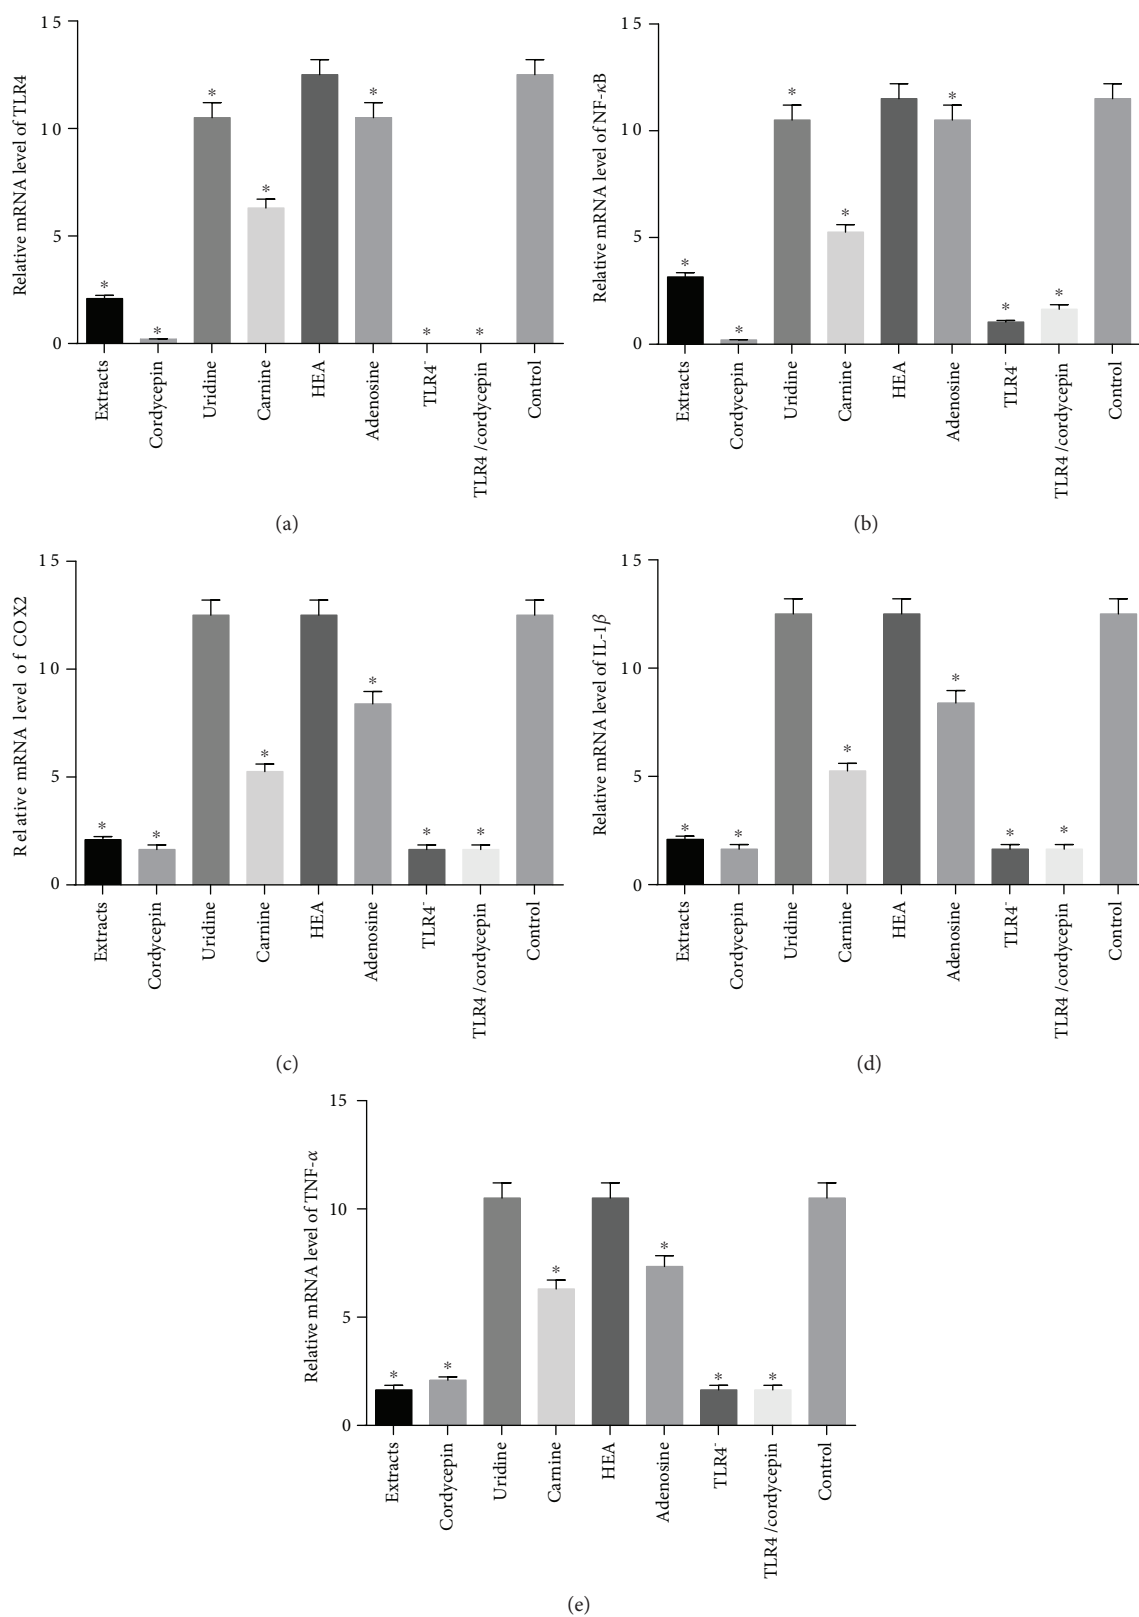 Relative mRNA level of TLR4
15
10
5
0
*
*
*
*
*
*
*
Extracts
Cordycepin
Uridine
Carnine
HEA
Adenosine
TLR4-
TLR4 /cordycepin
Control
(a)
Relative mRNA level of NF-κB
15
10
5
0
*
*
*
*
*
*
*
Extracts
Cordycepin
Uridine
Carnine
HEA
Adenosine
TLR4-
TLR4 /cordycepin
Control
(b)
Relative mRNA level of COX2
15
10
5
0
*
*
*
*
*
*
Extracts
Cordycepin
Uridine
Carnine
HEA
Adenosine
TLR4-
TLR4 /cordycepin
Control
(c)
Relative mRNA level of IL-1β
15
10
5
0
*
*
*
*
*
*
Extracts
Cordycepin
Uridine
Carnine
HEA
Adenosine
TLR4-
TLR4 /cordycepin
Control
(d)
Relative mRNA level of TNF-α
15
10
5
0
*
*
*
*
*
*
Extracts
Cordycepin
Uridine
Carnine
HEA
Adenosine
TLR4-
TLR4 /cordycepin
Control
(e)